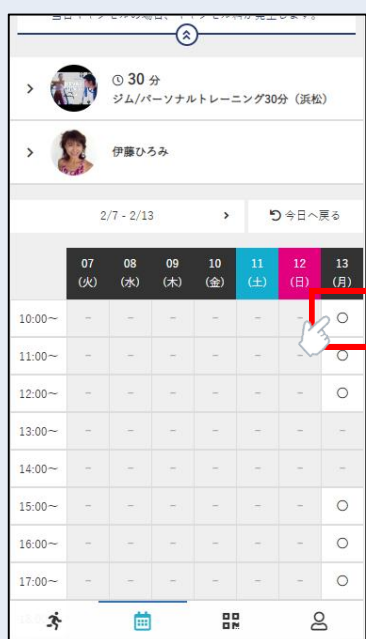 30 分
ジム/パーソナルトレーニング30分（浜松）
伊藤ひろみ
2/7 - 2/13 > 今日へ戻る
07 08 09 10 11 12 13
(火) (水) (木) (金) (土) (日) (月)
10:00～ - - - - - - ○
11:00～ - - - - - - ○
12:00～ - - - - - - ○
13:00～ - - - - - - -
14:00～ - - - - - - -
15:00～ - - - - - - ○
16:00～ - - - - - - ○
17:00～ - - - - - - ○